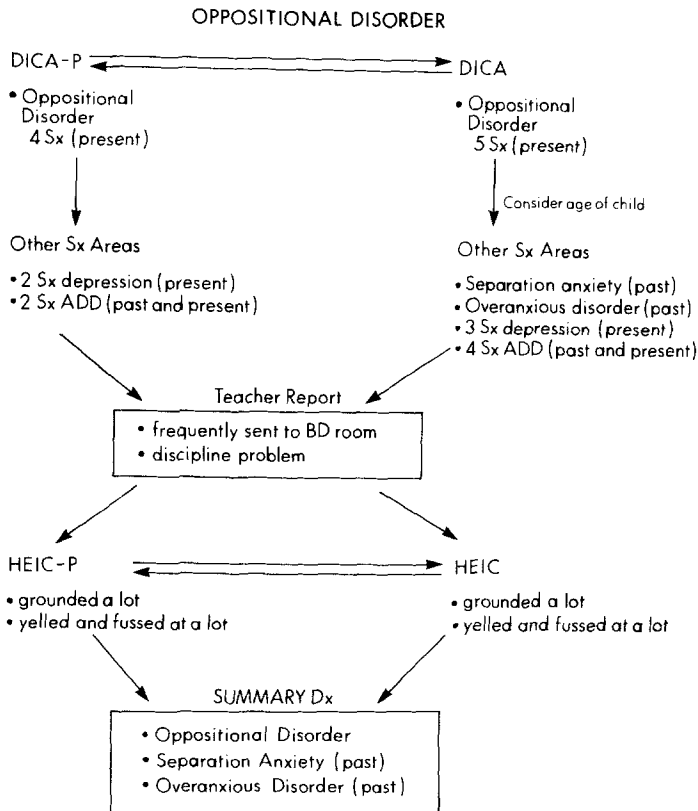 OPPOSITIONAL DISORDER
DICA-P
DICA
• Oppositional
Disorder
4 Sx (present)
• Oppositional
Disorder
5 Sx (present)
Consider age of child
Other Sx Areas
• 2 Sx depression (present)
• 2 Sx ADD (past and present)
Other Sx Areas
• Separation anxiety (past)
• Overanxious disorder (past)
• 3 Sx depression (present)
• 4 Sx ADD (past and present)
Teacher Report
• frequently sent to BD room
• discipline problem
HEIC-P
HEIC
• grounded a lot
• yelled and fussed at a lot
• grounded a lot
• yelled and fussed at a lot
SUMMARY Dx
• Oppositional Disorder
• Separation Anxiety (past)
• Overanxious Disorder (past)